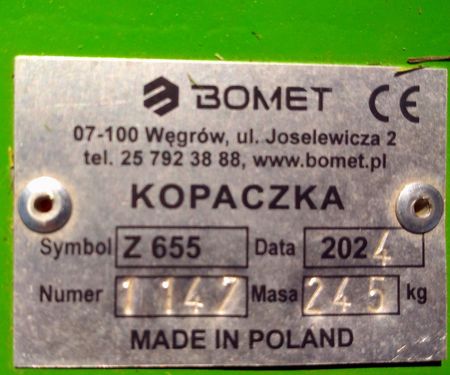 BOMET CE
07-100 Węgrów, ul. Joselewicza 2
tel. 25 792 38 88, www.bomet.pl
KOPACZKA
Symbol Z 655 Data 2024
Numer 1147 Masa 245 kg
MADE IN POLAND